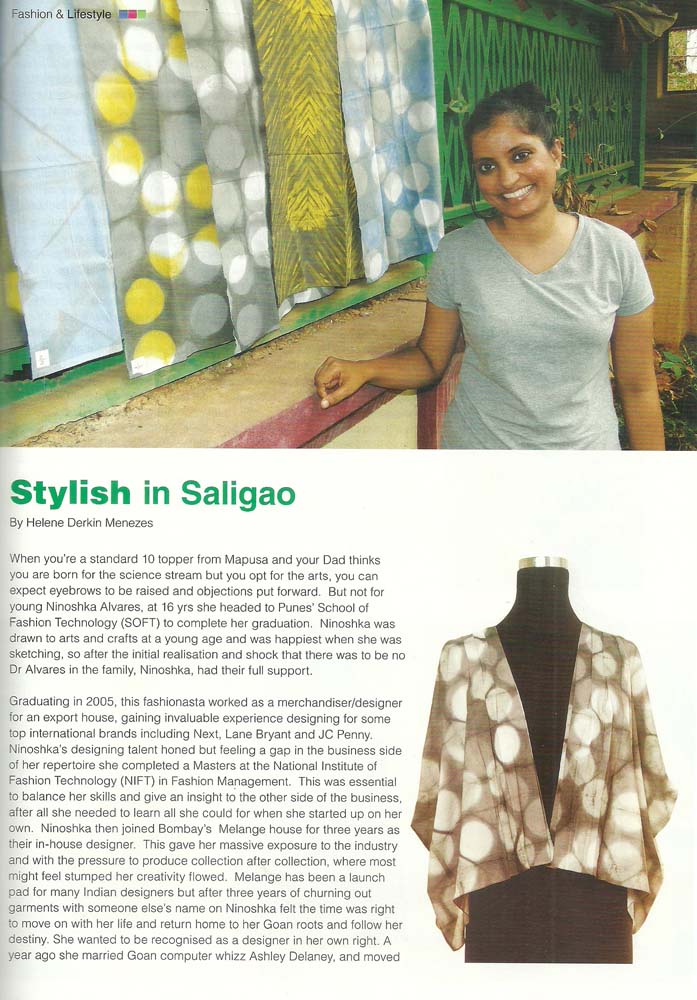 Fashion & Lifestyle
Stylish in Saligao
By Helene Derkin Menezes
When you're a standard 10 topper from Mapusa and your Dad thinks
you are born for the science stream but you opt for the arts, you can
expect eyebrows to be raised and objections put forward.  But not for
young Ninoshka Alvares, at 16 yrs she headed to Punes' School of
Fashion Technology (SOFT) to complete her graduation.  Ninoshka was
drawn to arts and crafts at a young age and was happiest when she was
sketching, so after the initial realisation and shock that there was to be no
Dr Alvares in the family, Ninoshka, had their full support.
Graduating in 2005, this fashionasta worked as a merchandiser/designer
for an export house, gaining invaluable experience designing for some
top international brands including Next, Lane Bryant and JC Penny.
Ninoshka's designing talent honed but feeling a gap in the business side
of her repertoire she completed a Masters at the National Institute of
Fashion Technology (NIFT) in Fashion Management.  This was essential
to balance her skills and give an insight to the other side of the business,
after all she needed to learn all she could for when she started up on her
own.  Ninoshka then joined Bombay's  Melange house for three years as
their in-house designer.  This gave her massive exposure to the industry
and with the pressure to produce collection after collection, where most
might feel stumped her creativity flowed.  Melange has been a launch
pad for many Indian designers but after three years of churning out
garments with someone else's name on Ninoshka felt the time was right
to move on with her life and return home to her Goan roots and follow her
destiny. She wanted to be recognised as a designer in her own right. A
year ago she married Goan computer whizz Ashley Delaney, and moved